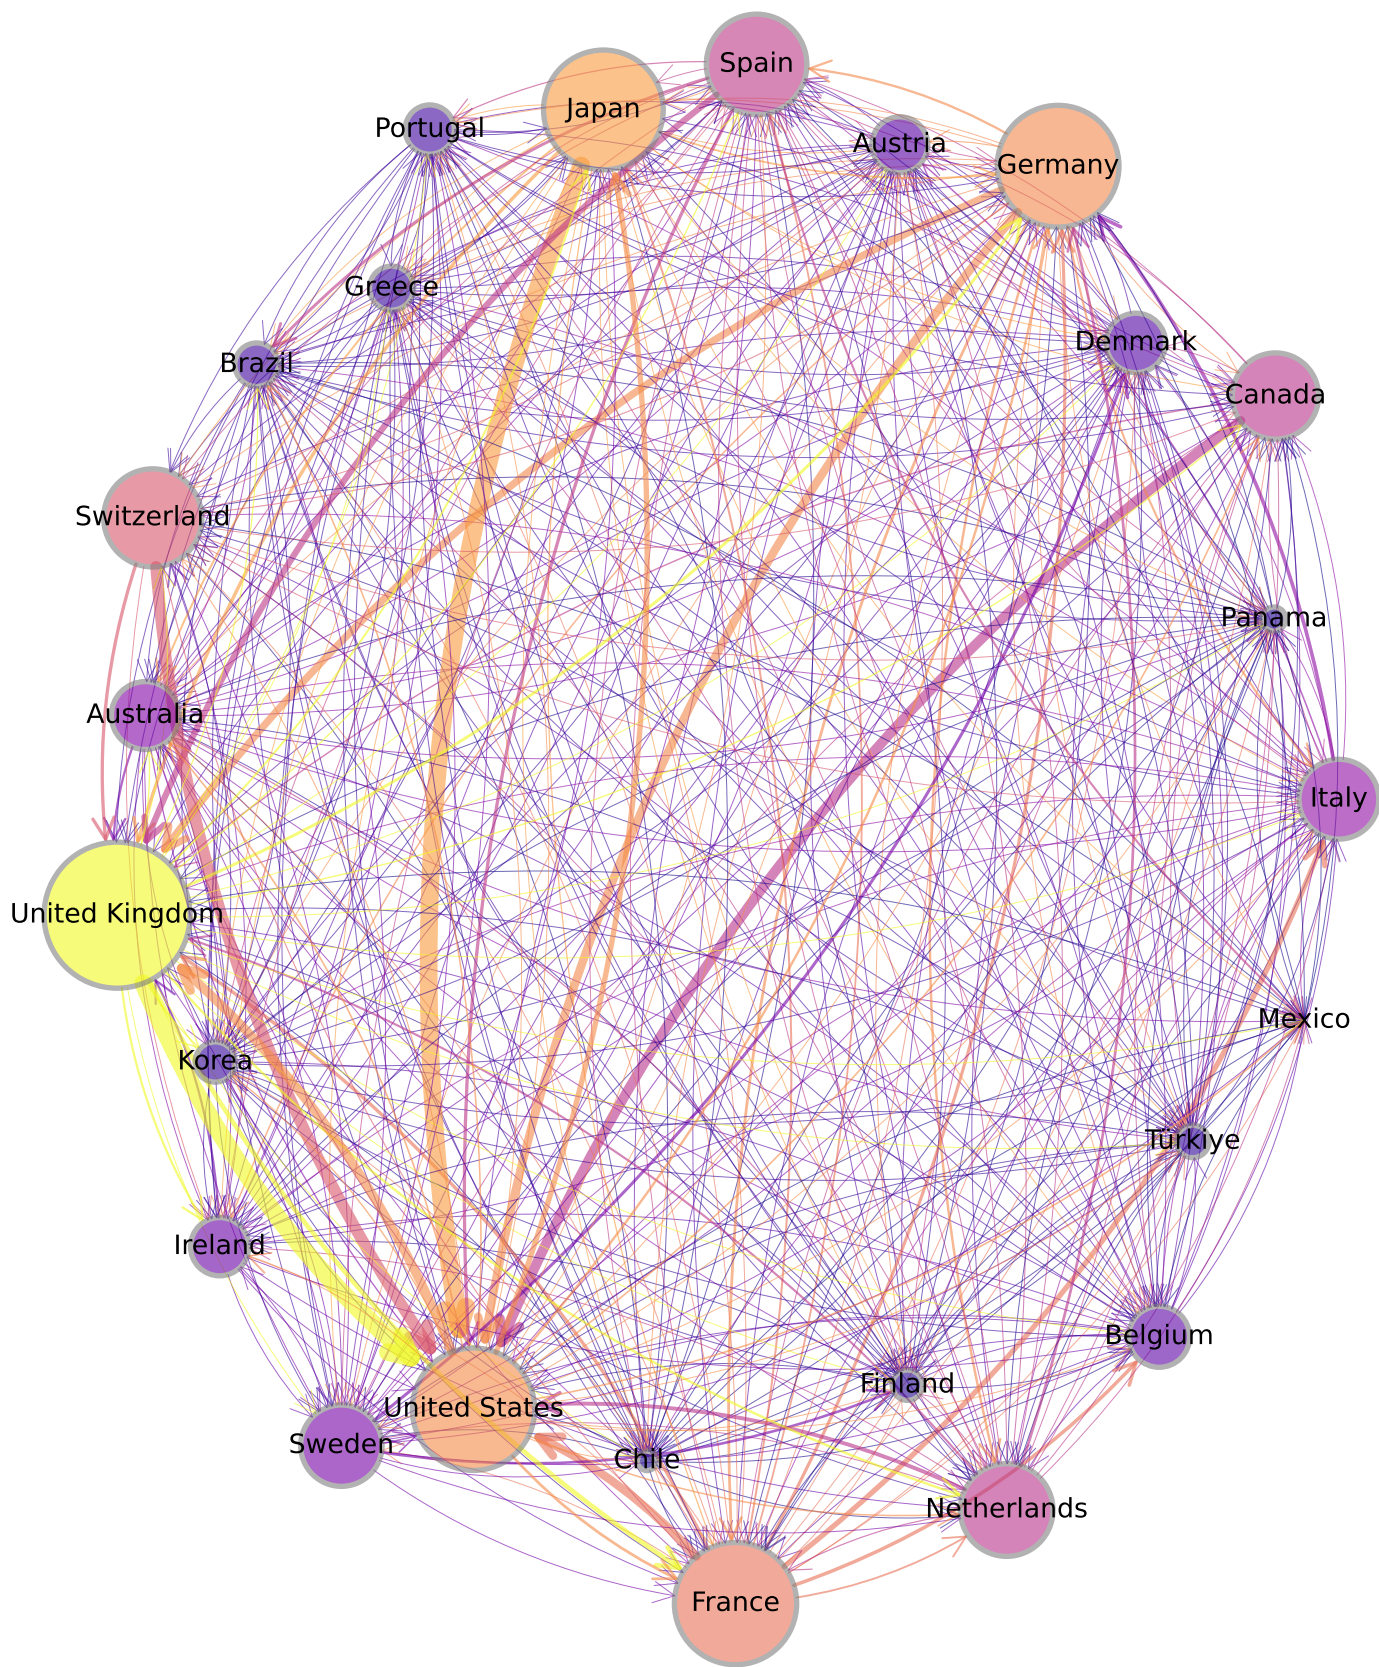 Spain
Japan
Portugal
Austria
Germany
Greece
Denmark
Brazil
Canada
Switzerland
Panama
Australia
Italy
United Kingdom
Mexico
Korea
Türkiye
Ireland
Belgium
Finland
United States
Sweden
Chile
Netherlands
France